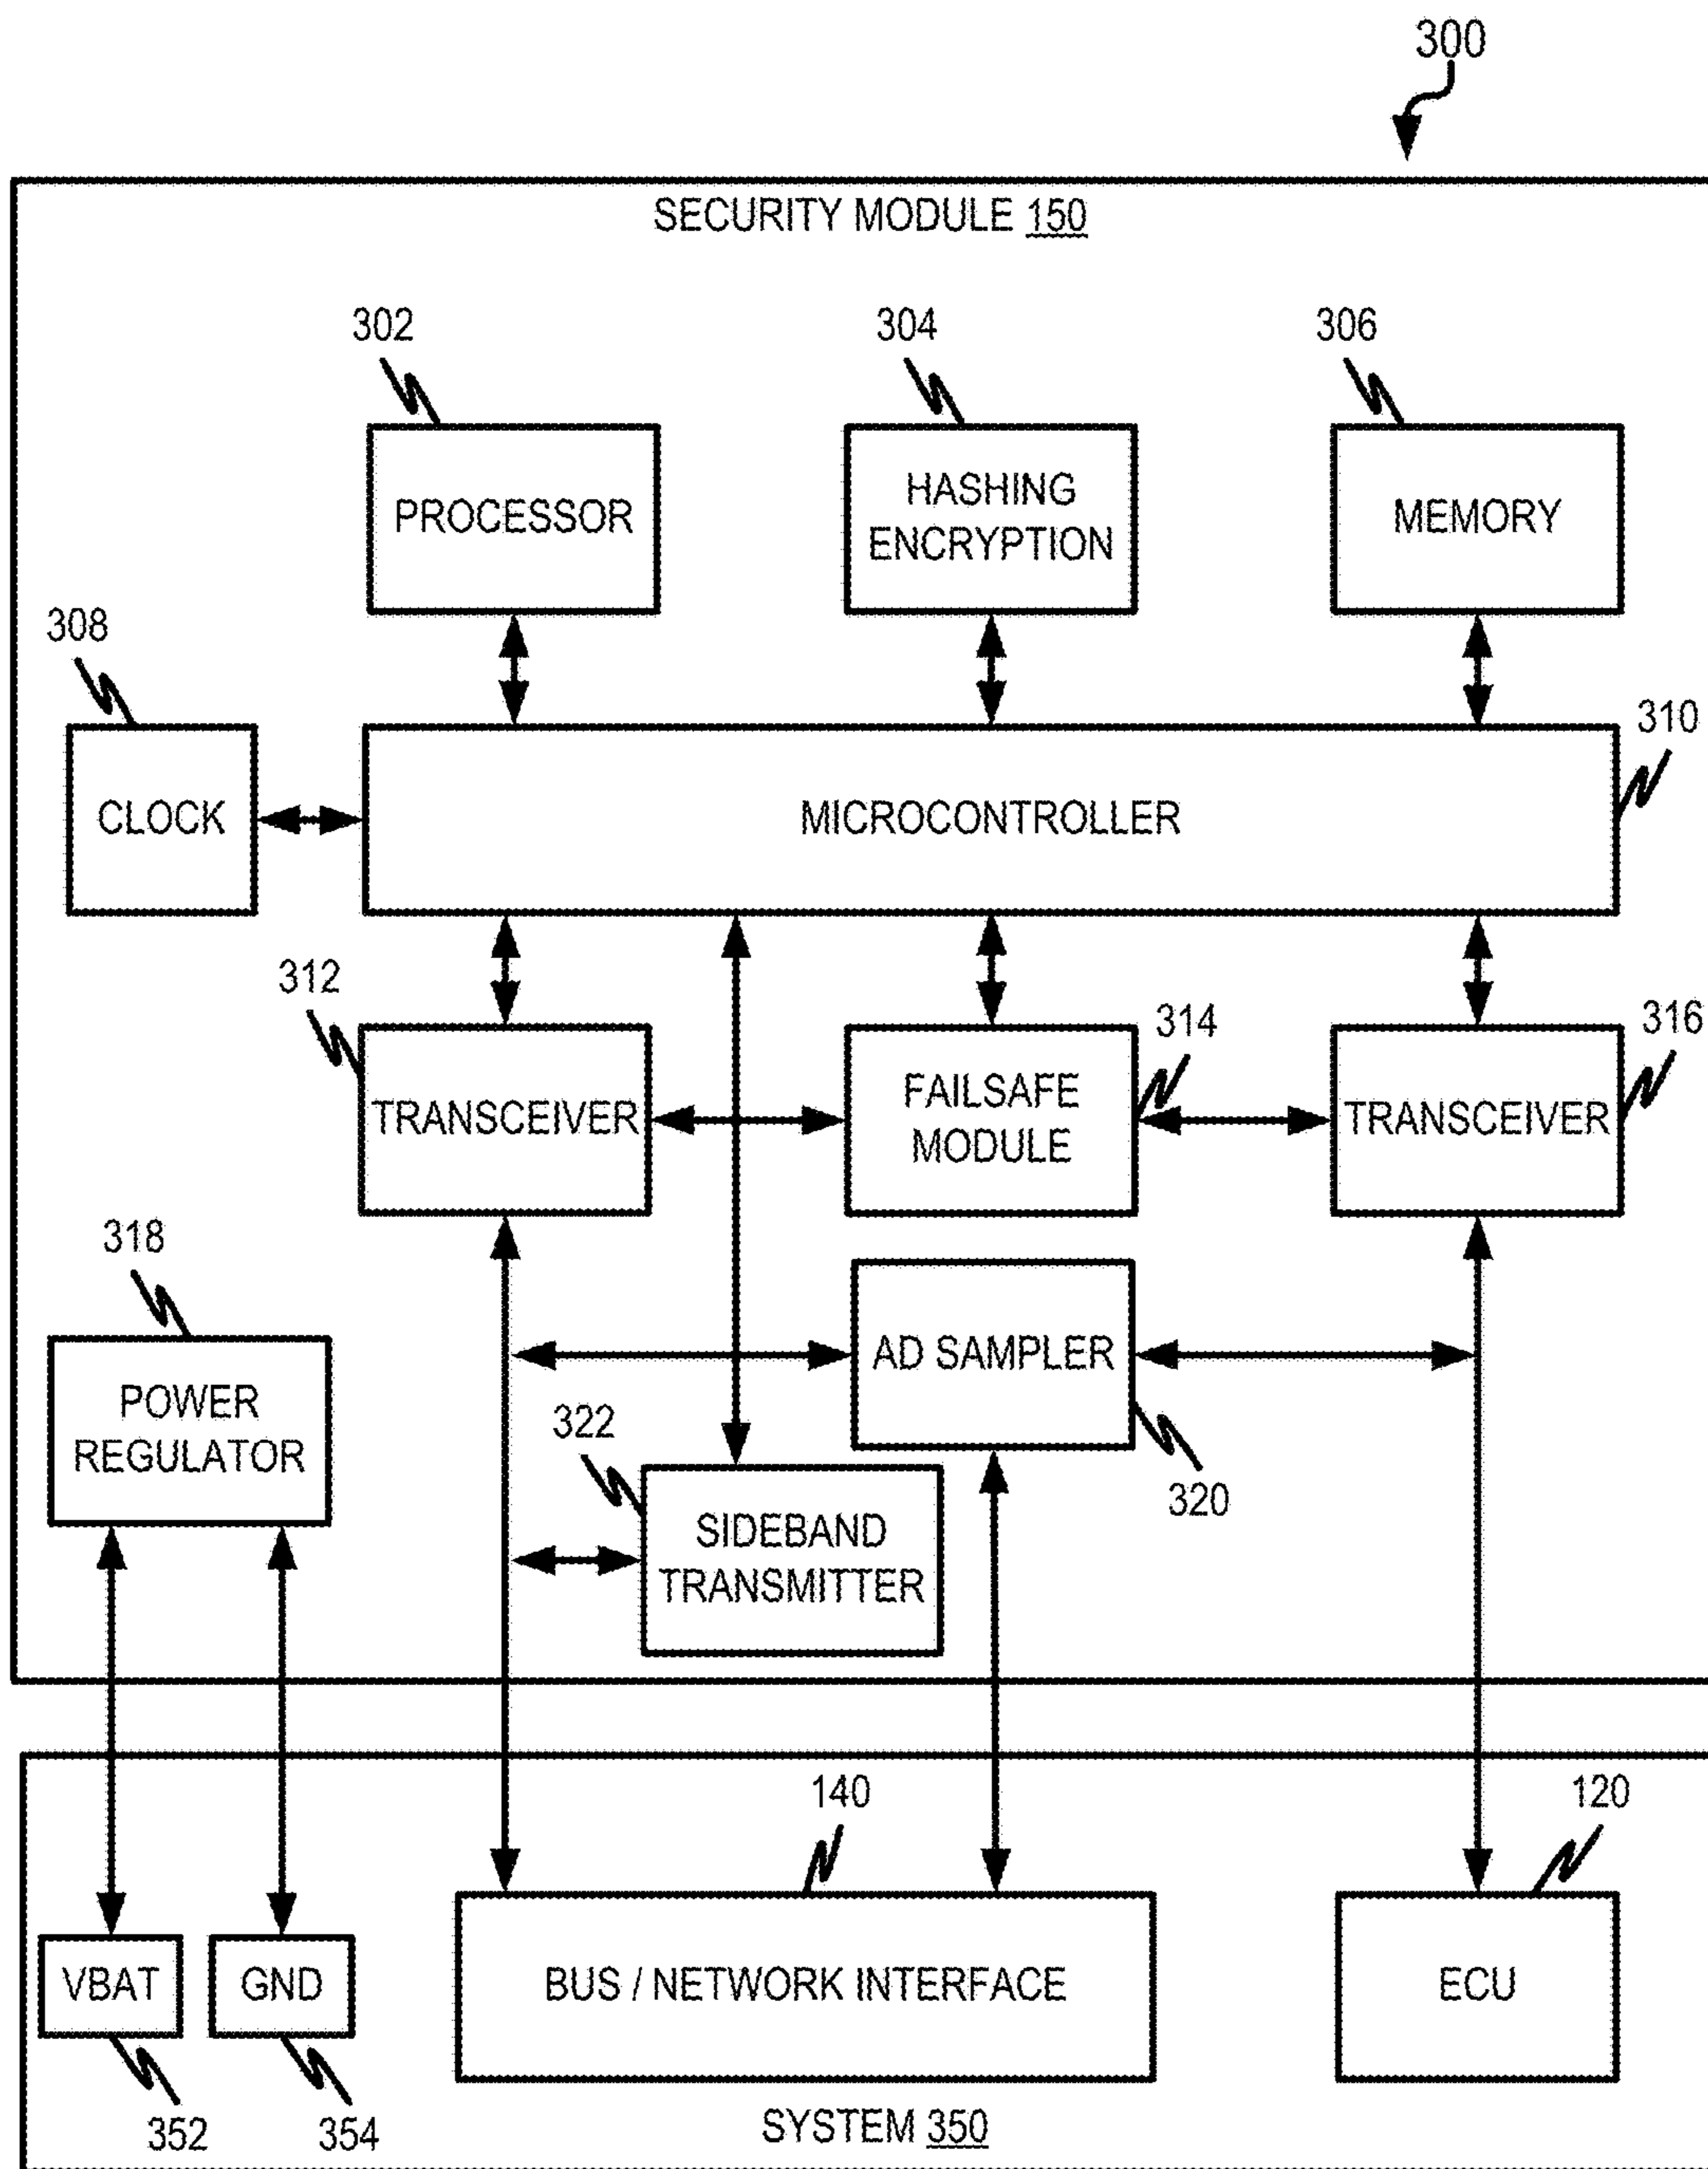 300
SECURITY MODULE 150
302
304
306
PROCESSOR
HASHING
ENCRYPTION
MEMORY
308
310
CLOCK
MICROCONTROLLER
312
314
316
TRANSCEIVER
FAILSAFE
MODULE
TRANSCEIVER
318
AD SAMPLER
POWER
REGULATOR
322
320
SIDEBAND
TRANSMITTER
140
120
VBAT
GND
BUS / NETWORK INTERFACE
ECU
352
354
SYSTEM 350